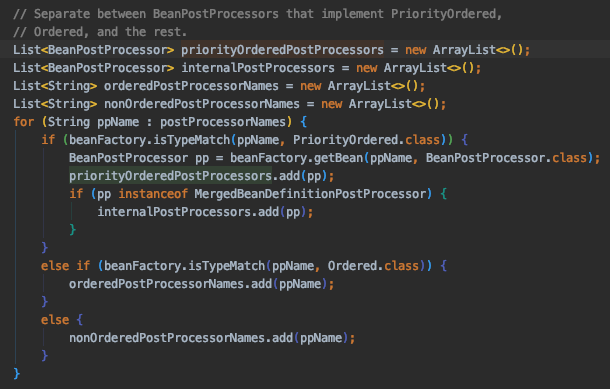 // Separate between BeanPostProcessors that implement PriorityOrdered,
// Ordered, and the rest.
List<BeanPostProcessor> priorityOrderedPostProcessors = new ArrayList<>();
List<BeanPostProcessor> internalPostProcessors = new ArrayList<>();
List<String> orderedPostProcessorNames = new ArrayList<>();
List<String> nonOrderedPostProcessorNames = new ArrayList<>();
for (String ppName : postProcessorNames) {
    if (beanFactory.isTypeMatch(ppName, PriorityOrdered.class)) {
        BeanPostProcessor pp = beanFactory.getBean(ppName, BeanPostProcessor.class);
        priorityOrderedPostProcessors.add(pp);
        if (pp instanceof MergedBeanDefinitionPostProcessor) {
            internalPostProcessors.add(pp);
        }
    }
    else if (beanFactory.isTypeMatch(ppName, Ordered.class)) {
        orderedPostProcessorNames.add(ppName);
    }
    else {
        nonOrderedPostProcessorNames.add(ppName);
    }
}